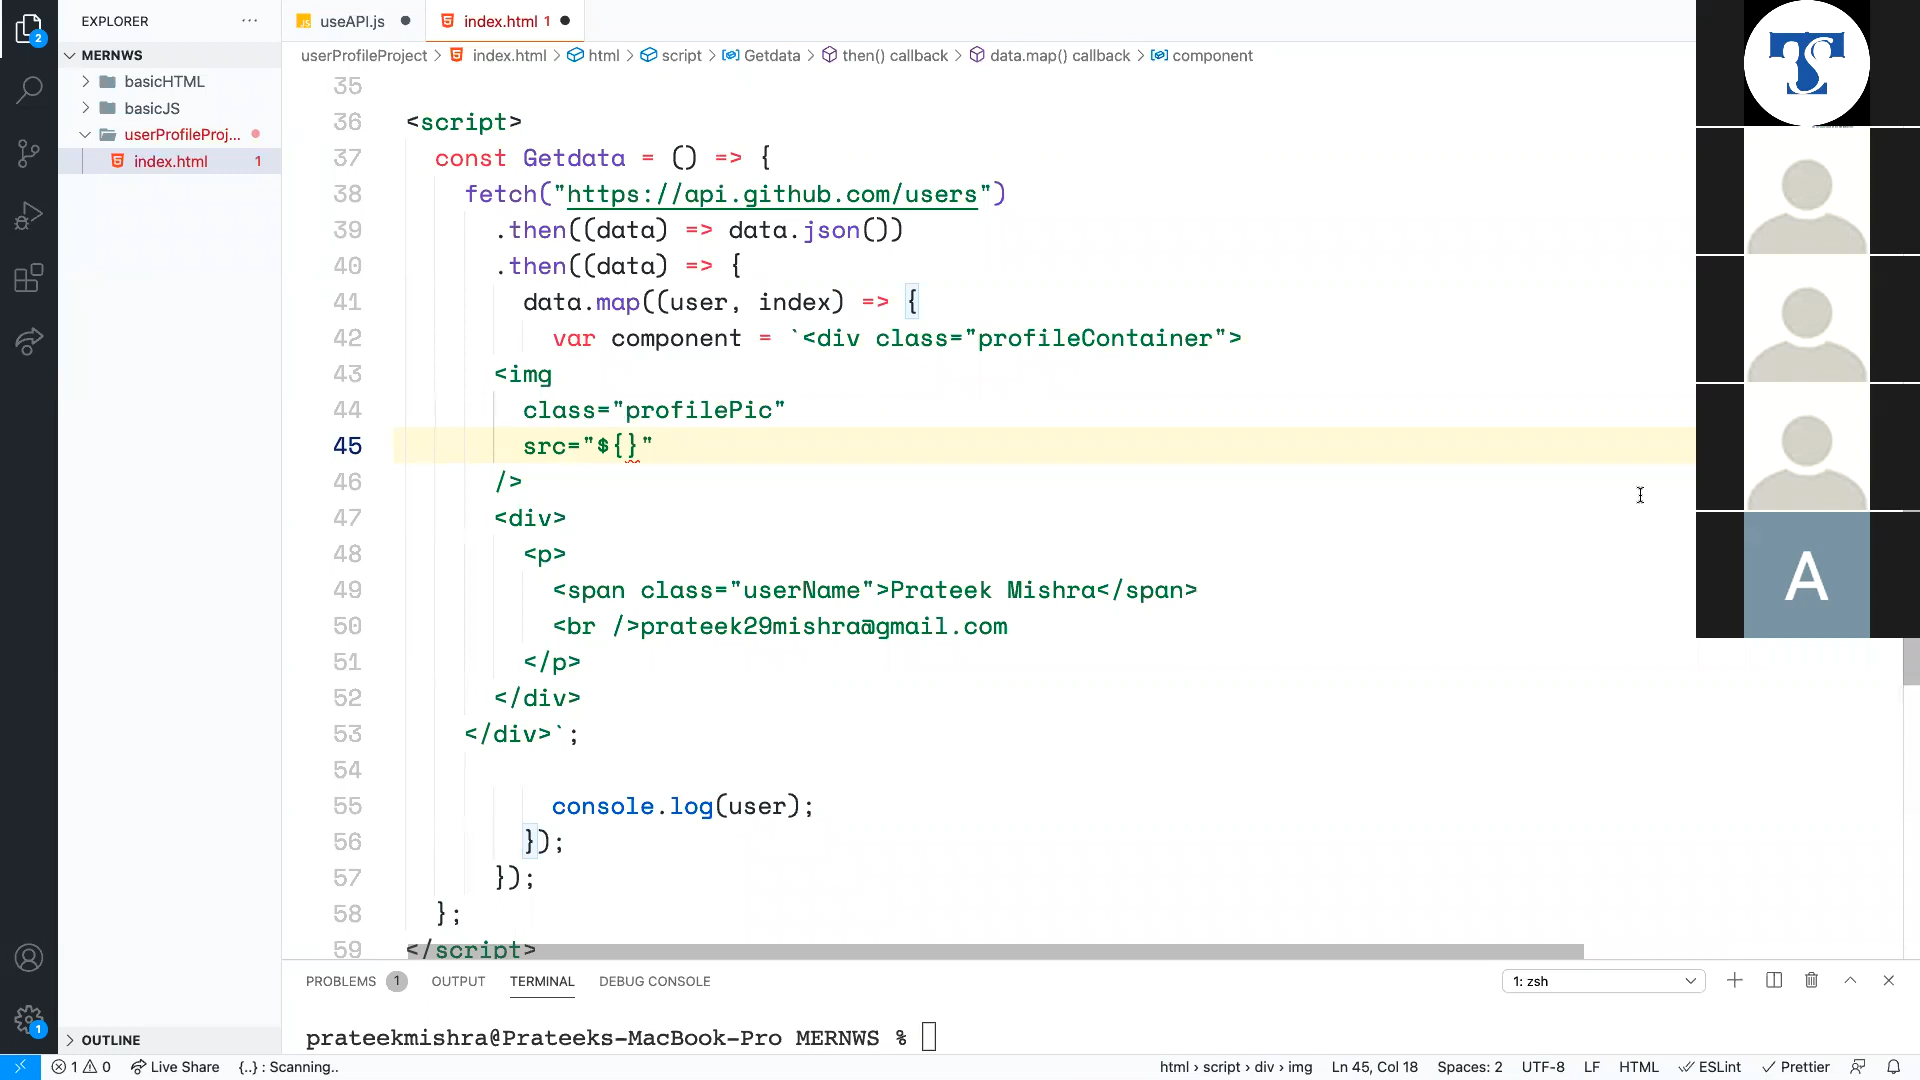 EXPLORER
useAPI.js
index.html 1
MERNWS
userProfileProject > index.html > html > script > Getdata > then() callback > data.map() callback > component
basicHTML
basicJS
userProfileProj...
index.html 1
35
36 <script>
37 const Getdata = () => {
38 fetch("https://api.github.com/users")
39 .then((data) => data.json())
40 .then((data) => {
41 data.map((user, index) => {
42 var component = `<div class="profileContainer">
43 <img
44 class="profilePic"
45 src="${}"
46 />
47 <div>
48 <p>
49 <span class="userName">Prateek Mishra</span>
50 <br />prateek29mishra@gmail.com
51 </p>
52 </div>
53 </div>`;
54
55 console.log(user);
56 });
57 });
58 };
59 </script>
PROBLEMS 1 OUTPUT TERMINAL DEBUG CONSOLE 1: zsh
prateekmishra@Prateeks-MacBook-Pro MERNWS %
OUTLINE
1 0 Live Share {..} : Scanning.. html > script > div > img Ln 45, Col 18 Spaces: 2 UTF-8 LF HTML ESLint Prettier
2
1
TS
A